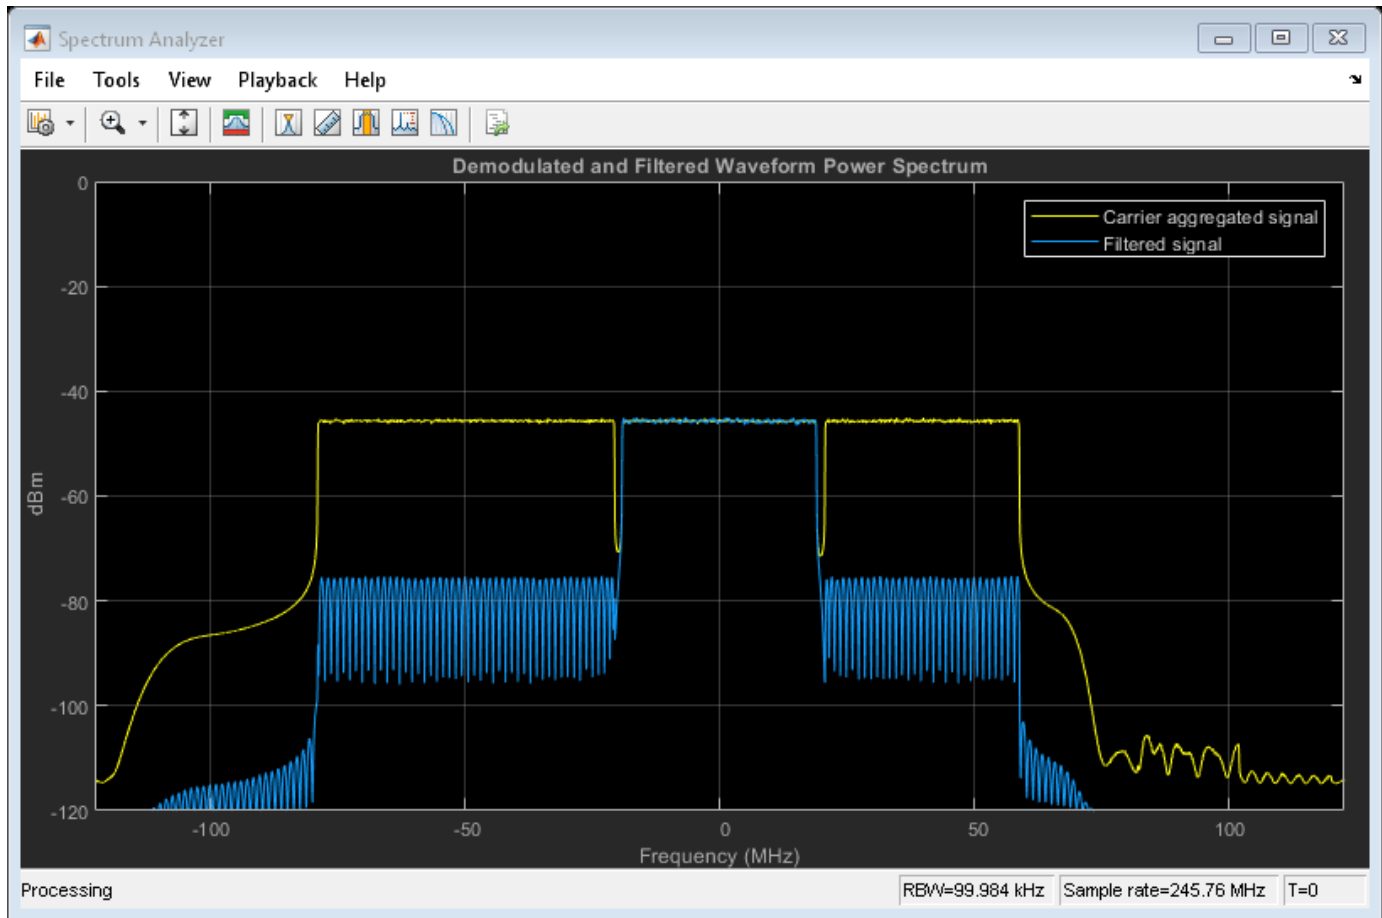 Spectrum Analyzer
File Tools View Playback Help
Demodulated and Filtered Waveform Power Spectrum
Carrier aggregated signal
Filtered signal
0
-20
-40
-60
-80
-100
-120
dBm
-100 -50 0 50 100
Frequency (MHz)
Processing RBW=99.984 kHz Sample rate=245.76 MHz T=0